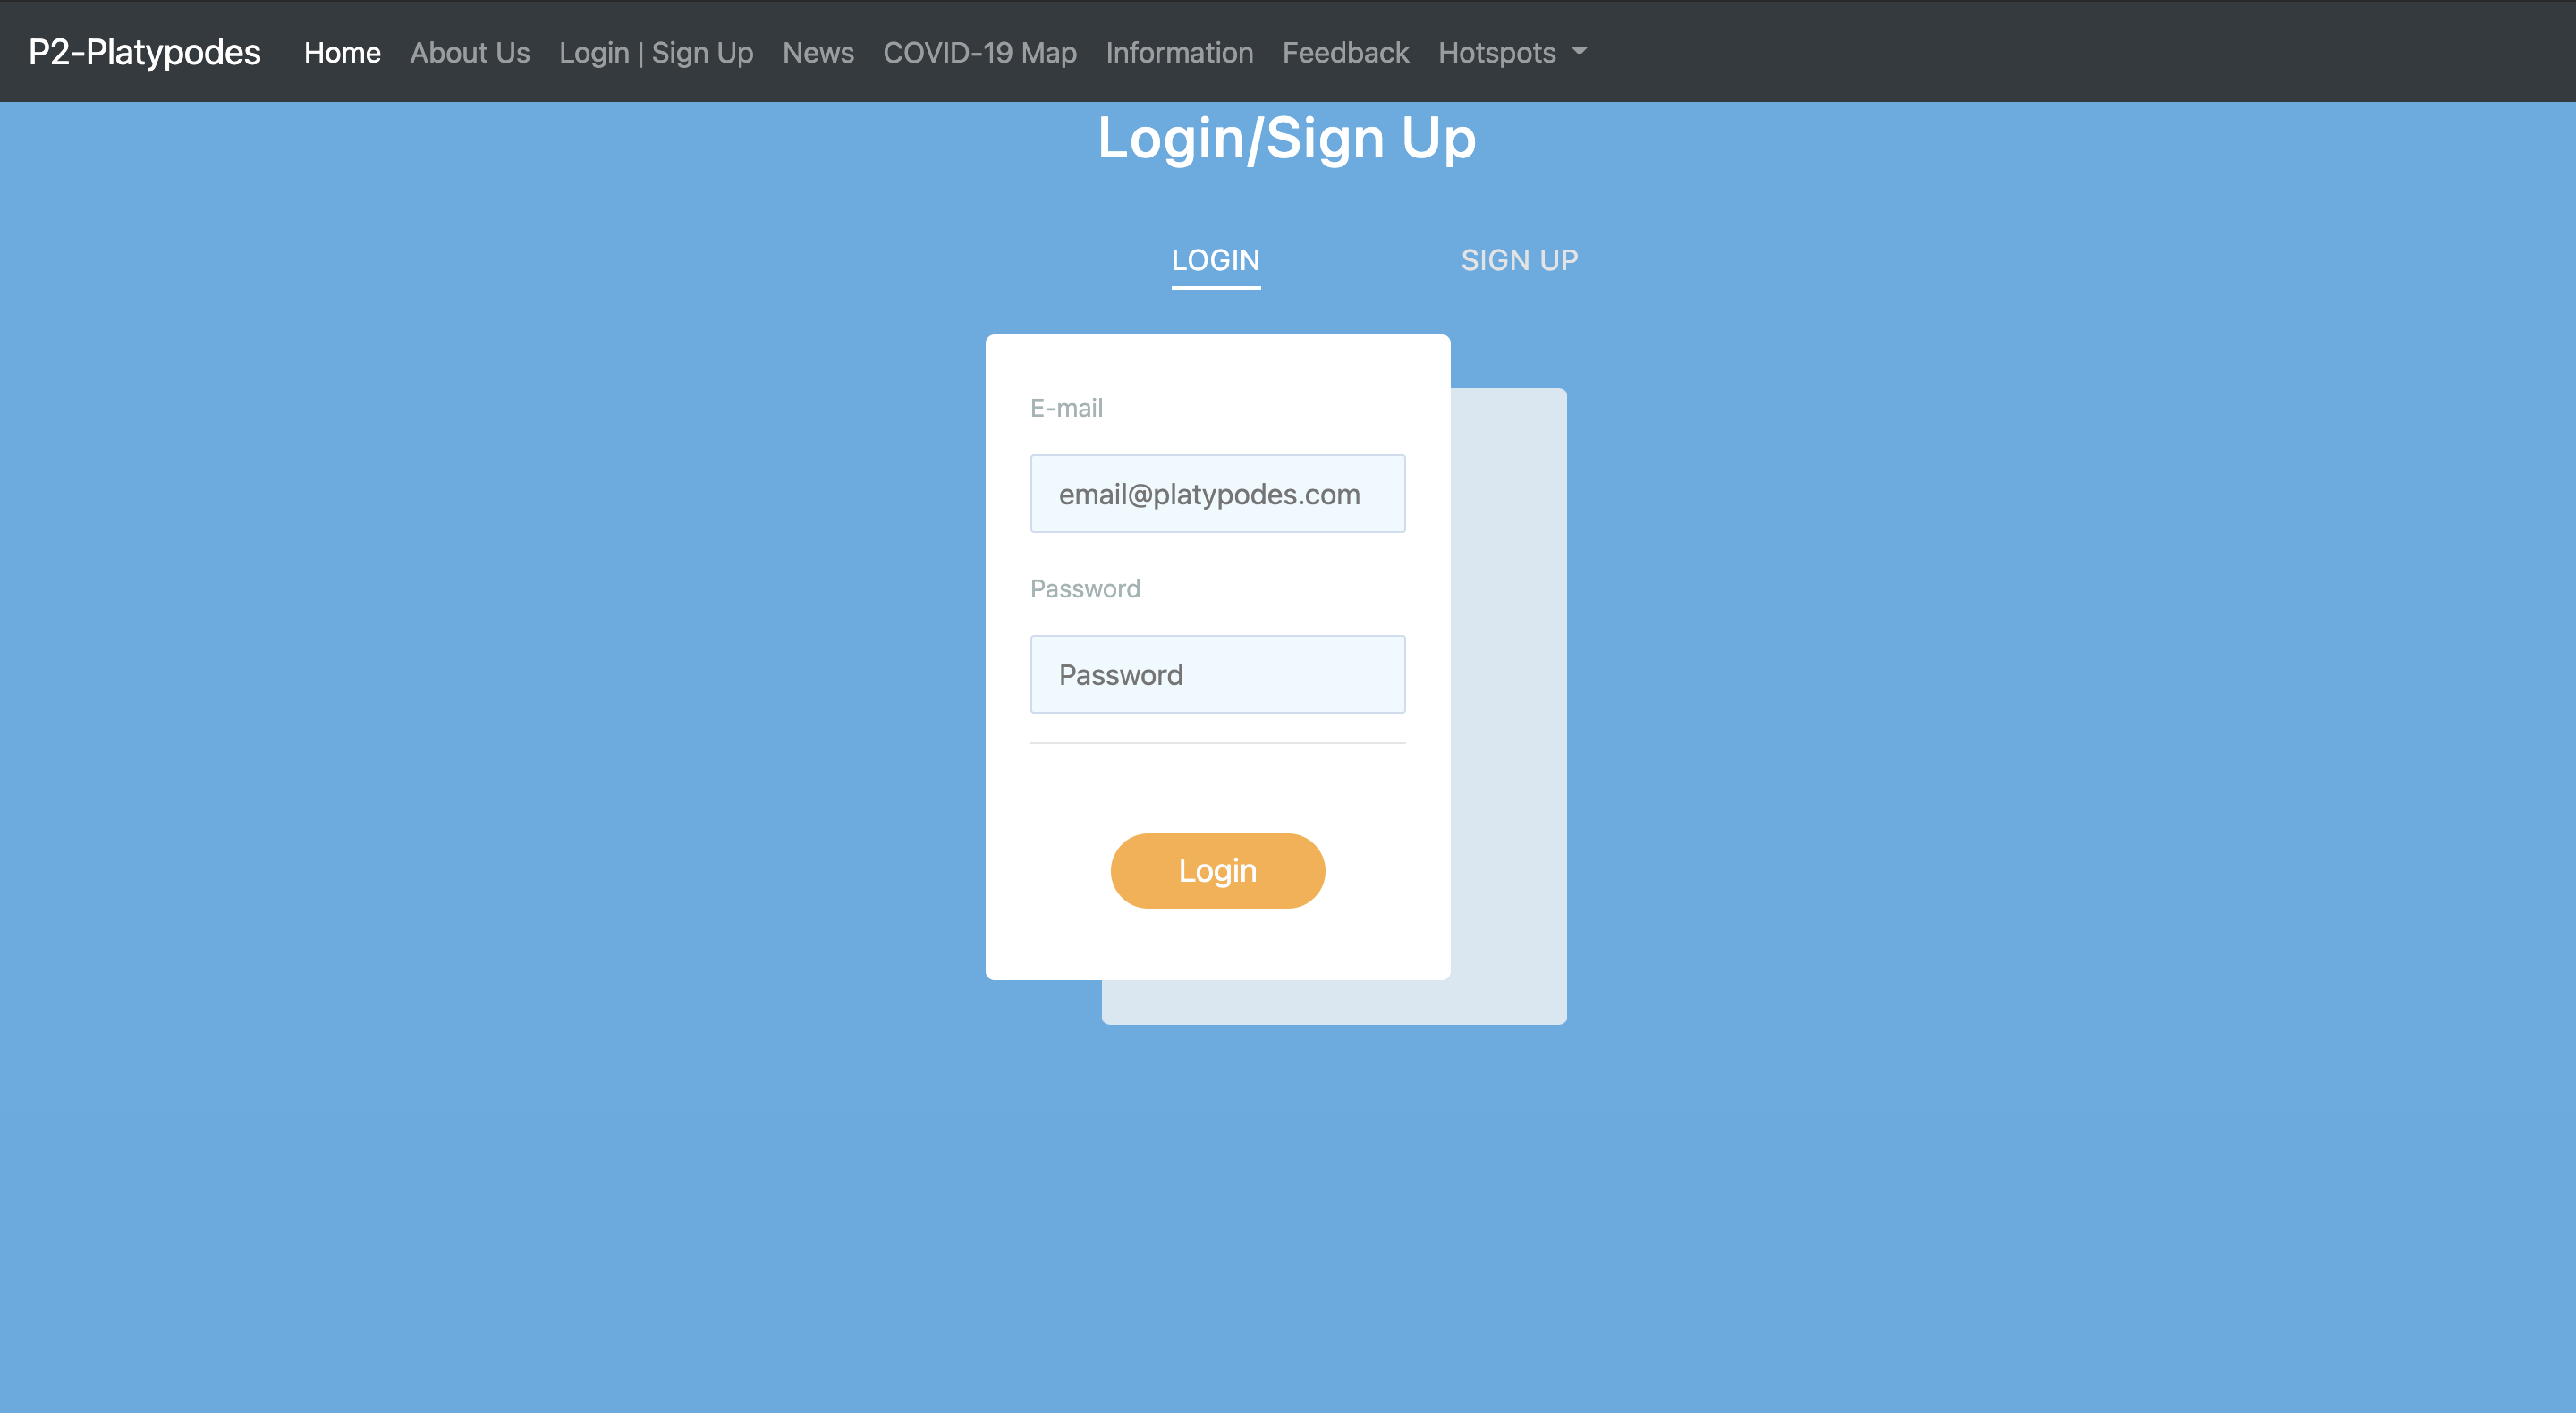 P2-Platypodes Home About Us Login | Sign Up News COVID-19 Map Information Feedback Hotspots
Login/Sign Up
LOGIN SIGN UP
E-mail
email@platypodes.com
Password
Password
Login